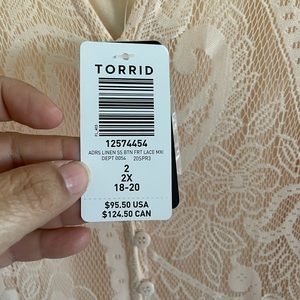 TORRID
12574454
ADRS LINEN SS BTN FRT LACE MXI
DEPT 0054 20SPR3
2
2X
18-20
$95.50 USA
$124.50 CAN